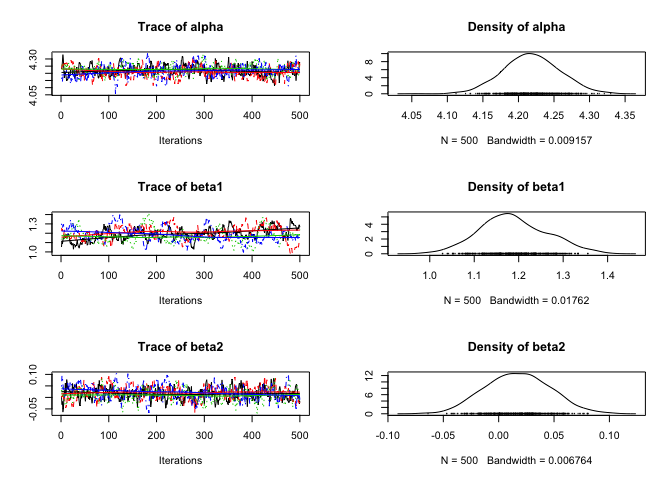 Trace of alpha
4.05 4.30
0 100 200 300 400 500
Iterations
Density of alpha
0 4 8
4.05 4.10 4.15 4.20 4.25 4.30 4.35
N = 500 Bandwidth = 0.009157
Trace of beta1
1.0 1.3
0 100 200 300 400 500
Iterations
Density of beta1
0 2 4
1.0 1.1 1.2 1.3 1.4
N = 500 Bandwidth = 0.01762
Trace of beta2
-0.05 0.10
0 100 200 300 400 500
Iterations
Density of beta2
0 4 8 12
-0.10 -0.05 0.00 0.05 0.10
N = 500 Bandwidth = 0.006764